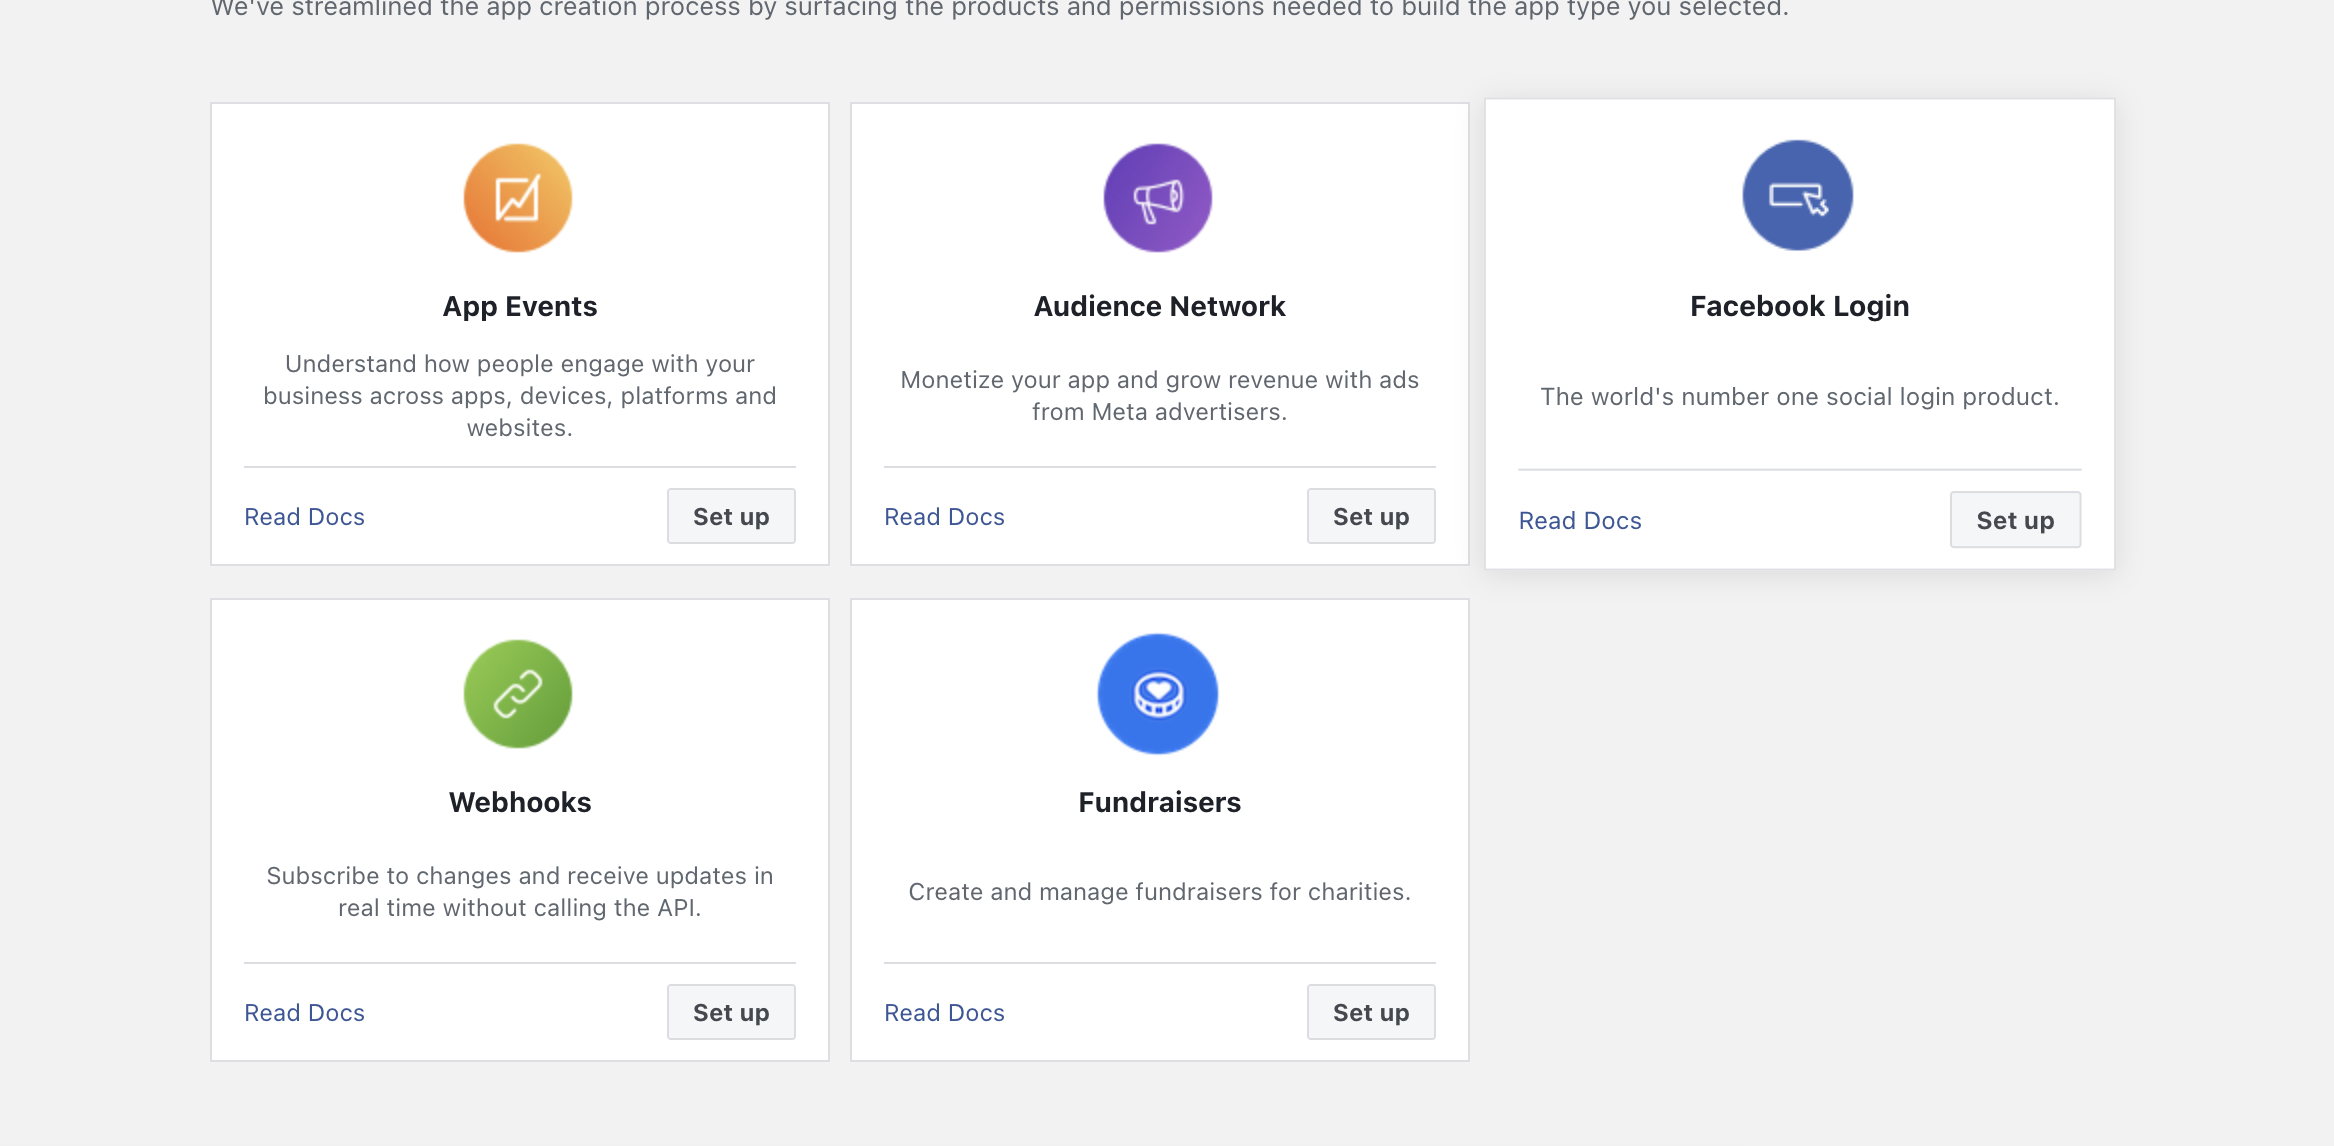 We've streamlined the app creation process by surfacing the products and permissions needed to build the app type you selected.
App Events
Understand how people engage with your
business across apps, devices, platforms and
websites.
Read Docs
Set up
Audience Network
Monetize your app and grow revenue with ads
from Meta advertisers.
Read Docs
Set up
Facebook Login
The world's number one social login product.
Read Docs
Set up
Webhooks
Subscribe to changes and receive updates in
real time without calling the API.
Read Docs
Set up
Fundraisers
Create and manage fundraisers for charities.
Read Docs
Set up